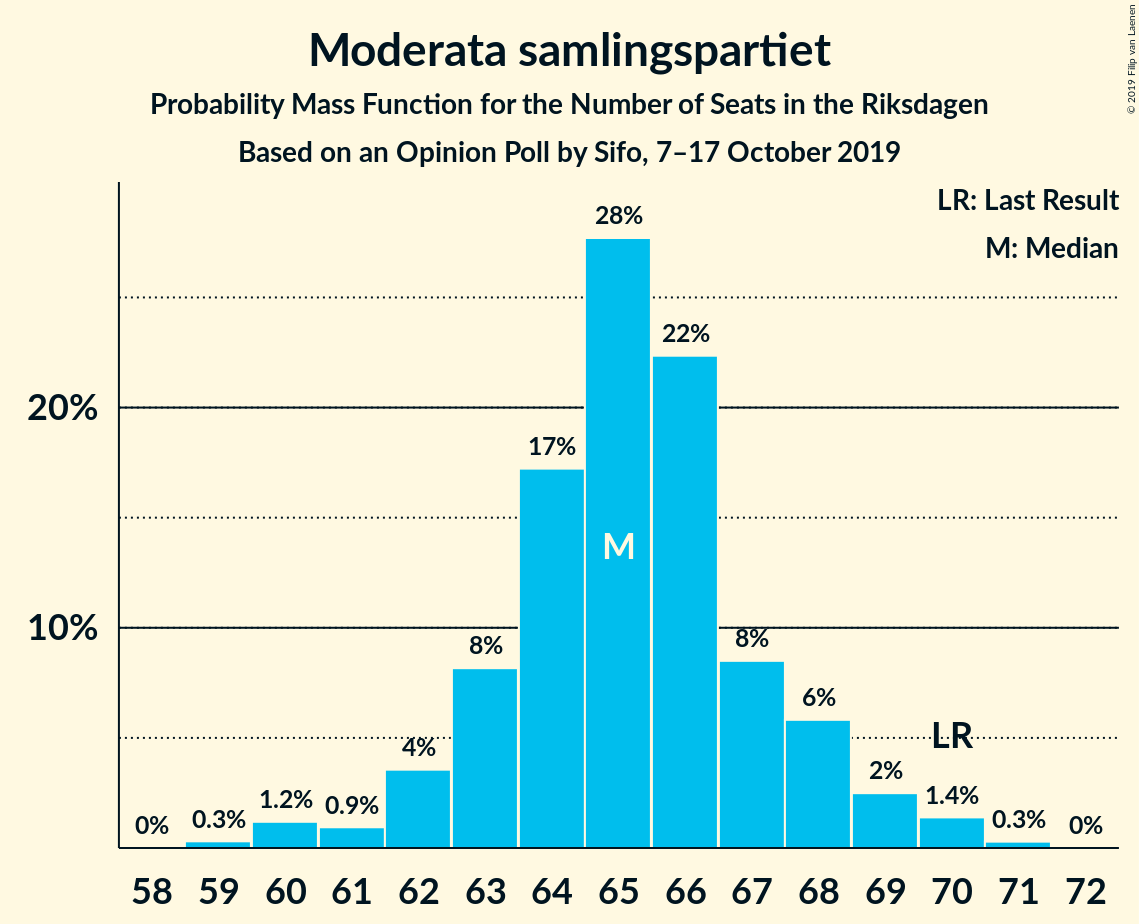 Moderata samlingspartiet
Probability Mass Function for the Number of Seats in the Riksdagen
Based on an Opinion Poll by Sifo, 7–17 October 2019
© 2019 Filip van Laenen
LR: Last Result
M: Median
28%
22%
20%
17%
M
10%
8%
8%
6%
LR
4%
2%
1.4%
1.2%
0.9%
0.3%
0.3%
0%
0%
58 59 60 61 62 63 64 65 66 67 68 69 70 71 72